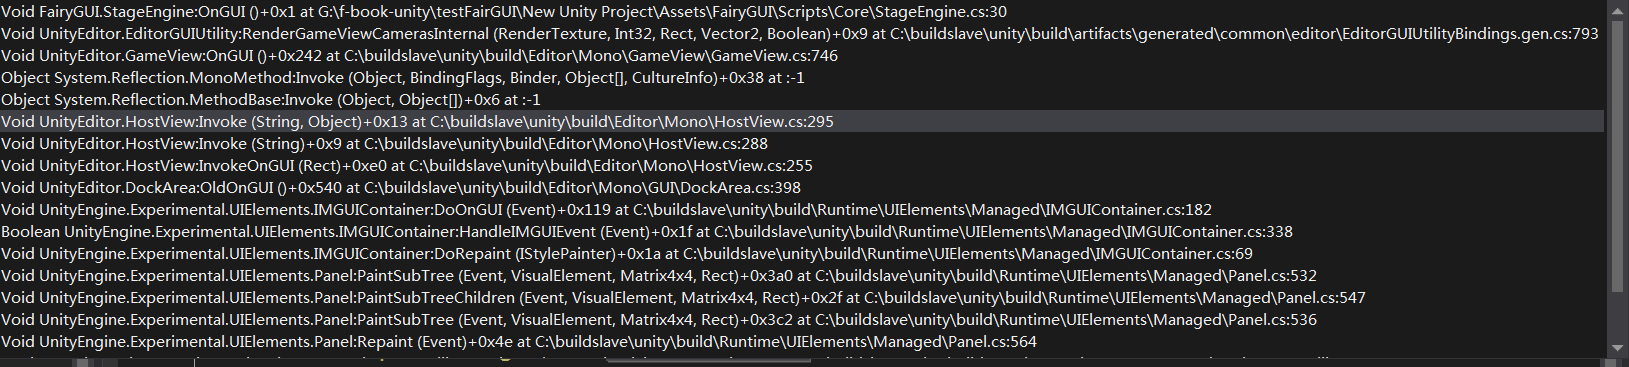 Void FairyGUI.StageEngine:OnGUI ()+0x1 at G:\f-book-unity\testFairGUI\New Unity Project\Assets\FairyGUI\Scripts\Core\StageEngine.cs:30
Void UnityEditor.EditorGUIUtility:RenderGameViewCamerasInternal (RenderTexture, Int32, Rect, Vector2, Boolean)+0x9 at C:\buildslave\unity\build\artifacts\generated\common\editor\EditorGUIUtilityBindings.gen.cs:793
Void UnityEditor.GameView:OnGUI ()+0x242 at C:\buildslave\unity\build\Editor\Mono\GameView\GameView.cs:746
Object System.Reflection.MonoMethod:Invoke (Object, BindingFlags, Binder, Object[], CultureInfo)+0x38 at :-1
Object System.Reflection.MethodBase:Invoke (Object, Object[])+0x6 at :-1
Void UnityEditor.HostView:Invoke (String, Object)+0x13 at C:\buildslave\unity\build\Editor\Mono\HostView.cs:295
Void UnityEditor.HostView:Invoke (String)+0x9 at C:\buildslave\unity\build\Editor\Mono\HostView.cs:288
Void UnityEditor.HostView:InvokeOnGUI (Rect)+0xe0 at C:\buildslave\unity\build\Editor\Mono\HostView.cs:255
Void UnityEditor.DockArea:OldOnGUI ()+0x540 at C:\buildslave\unity\build\Editor\Mono\GUI\DockArea.cs:398
Void UnityEngine.Experimental.UIElements.IMGUIContainer:DoOnGUI (Event)+0x119 at C:\buildslave\unity\build\Runtime\UIElements\Managed\IMGUIContainer.cs:182
Boolean UnityEngine.Experimental.UIElements.IMGUIContainer:HandleIMGUIEvent (Event)+0x1f at C:\buildslave\unity\build\Runtime\UIElements\Managed\IMGUIContainer.cs:338
Void UnityEngine.Experimental.UIElements.IMGUIContainer:DoRepaint (IStylePainter)+0x1a at C:\buildslave\unity\build\Runtime\UIElements\Managed\IMGUIContainer.cs:69
Void UnityEngine.Experimental.UIElements.Panel:PaintSubTree (Event, VisualElement, Matrix4x4, Rect)+0x3a0 at C:\buildslave\unity\build\Runtime\UIElements\Managed\Panel.cs:532
Void UnityEngine.Experimental.UIElements.Panel:PaintSubTreeChildren (Event, VisualElement, Matrix4x4, Rect)+0x2f at C:\buildslave\unity\build\Runtime\UIElements\Managed\Panel.cs:547
Void UnityEngine.Experimental.UIElements.Panel:PaintSubTree (Event, VisualElement, Matrix4x4, Rect)+0x3c2 at C:\buildslave\unity\build\Runtime\UIElements\Managed\Panel.cs:536
Void UnityEngine.Experimental.UIElements.Panel:Repaint (Event)+0x4e at C:\buildslave\unity\build\Runtime\UIElements\Managed\Panel.cs:564